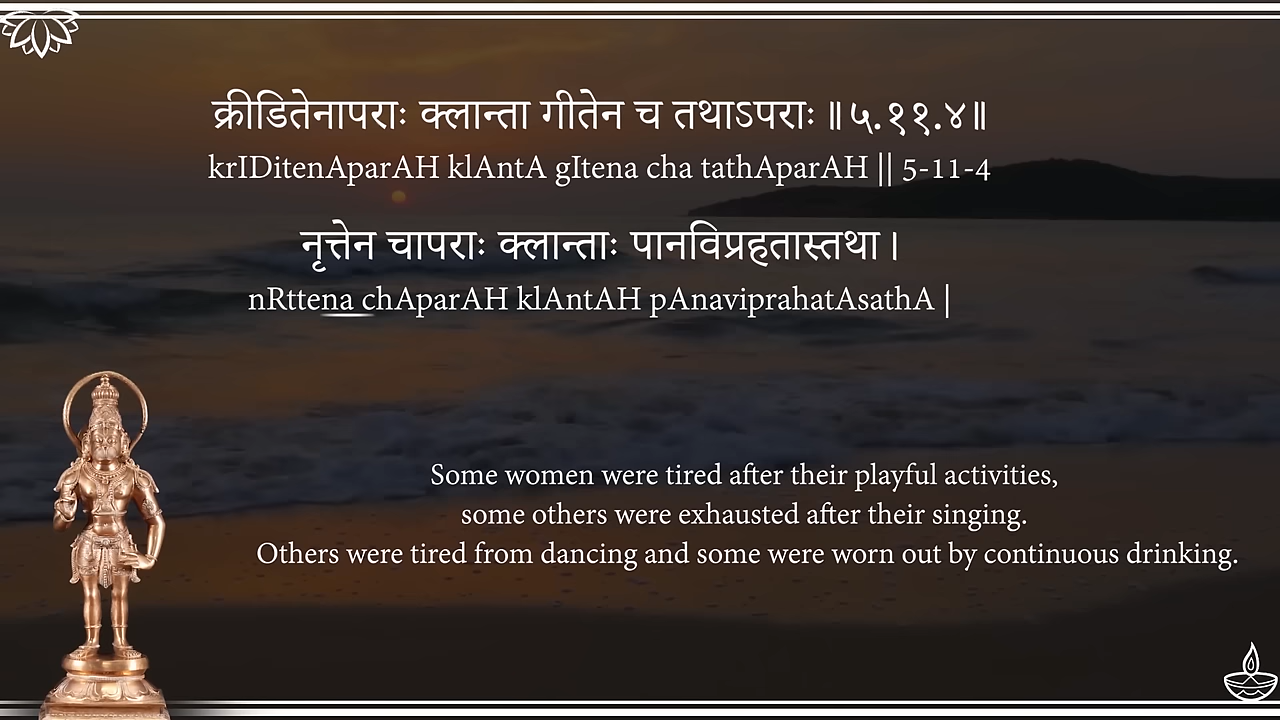 क्रीडितेनापराः क्लान्ता गीतेन च तथाऽपराः ॥ ५.११.४॥
krIDitenAparAH klAntA gItena cha tathAparAH || 5-11-4
नृत्तेन चापराः क्लान्ताः पानविप्रहतास्तथा ।
nRttena chAparAH klAntAH pAnaviprahatAsathA |
Some women were tired after their playful activities,
some others were exhausted after their singing.
Others were tired from dancing and some were worn out by continuous drinking.